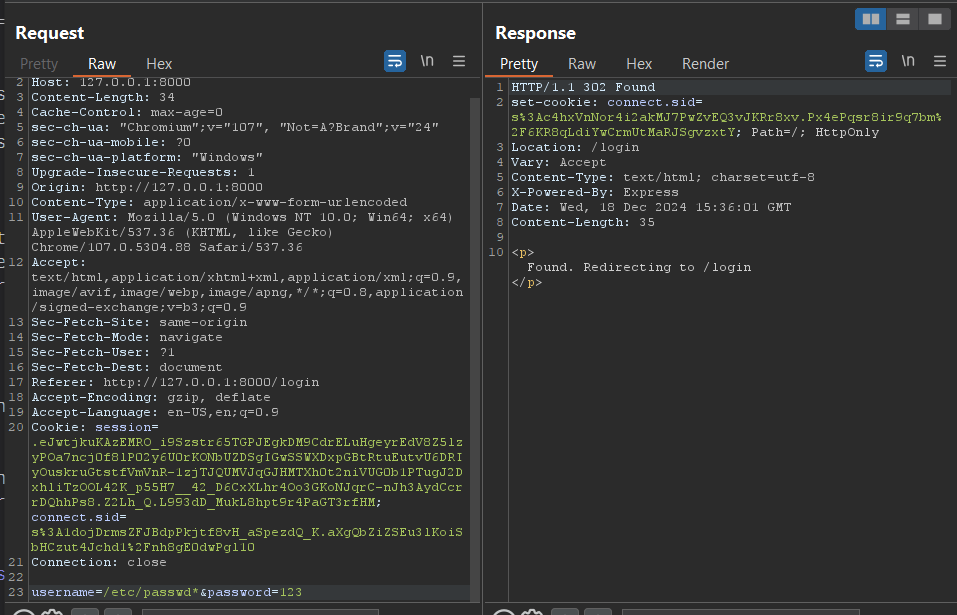 Request
Pretty Raw Hex \n
2 Host: 127.0.0.1:8000
3 Content-Length: 34
4 Cache-Control: max-age=0
5 sec-ch-ua: "Chromium";v="107", "Not=A?Brand";v="24"
6 sec-ch-ua-mobile: ?0
7 sec-ch-ua-platform: "Windows"
8 Upgrade-Insecure-Requests: 1
9 Origin: http://127.0.0.1:8000
10 Content-Type: application/x-www-form-urlencoded
11 User-Agent: Mozilla/5.0 (Windows NT 10.0; Win64; x64)
AppleWebKit/537.36 (KHTML, like Gecko)
Chrome/107.0.5304.88 Safari/537.36
12 Accept:
text/html,application/xhtml+xml,application/xml;q=0.9,
image/avif,image/webp,image/apng,*/*;q=0.8,application
/signed-exchange;v=b3;q=0.9
13 Sec-Fetch-Site: same-origin
14 Sec-Fetch-Mode: navigate
15 Sec-Fetch-User: ?1
16 Sec-Fetch-Dest: document
17 Referer: http://127.0.0.1:8000/login
18 Accept-Encoding: gzip, deflate
19 Accept-Language: en-US,en;q=0.9
20 Cookie: session=
connect.sid=
21 Connection: close
22
23 username=/etc/passwd*&password=123
Response
Pretty Raw Hex Render \n
1 HTTP/1.1 302 Found
2 set-cookie: connect.sid=
Path=/; HttpOnly
3 Location: /login
4 Vary: Accept
5 Content-Type: text/html; charset=utf-8
6 X-Powered-By: Express
7 Date: Wed, 18 Dec 2024 15:36:01 GMT
8 Content-Length: 35
9
10 <p>
Found. Redirecting to /login
</p>